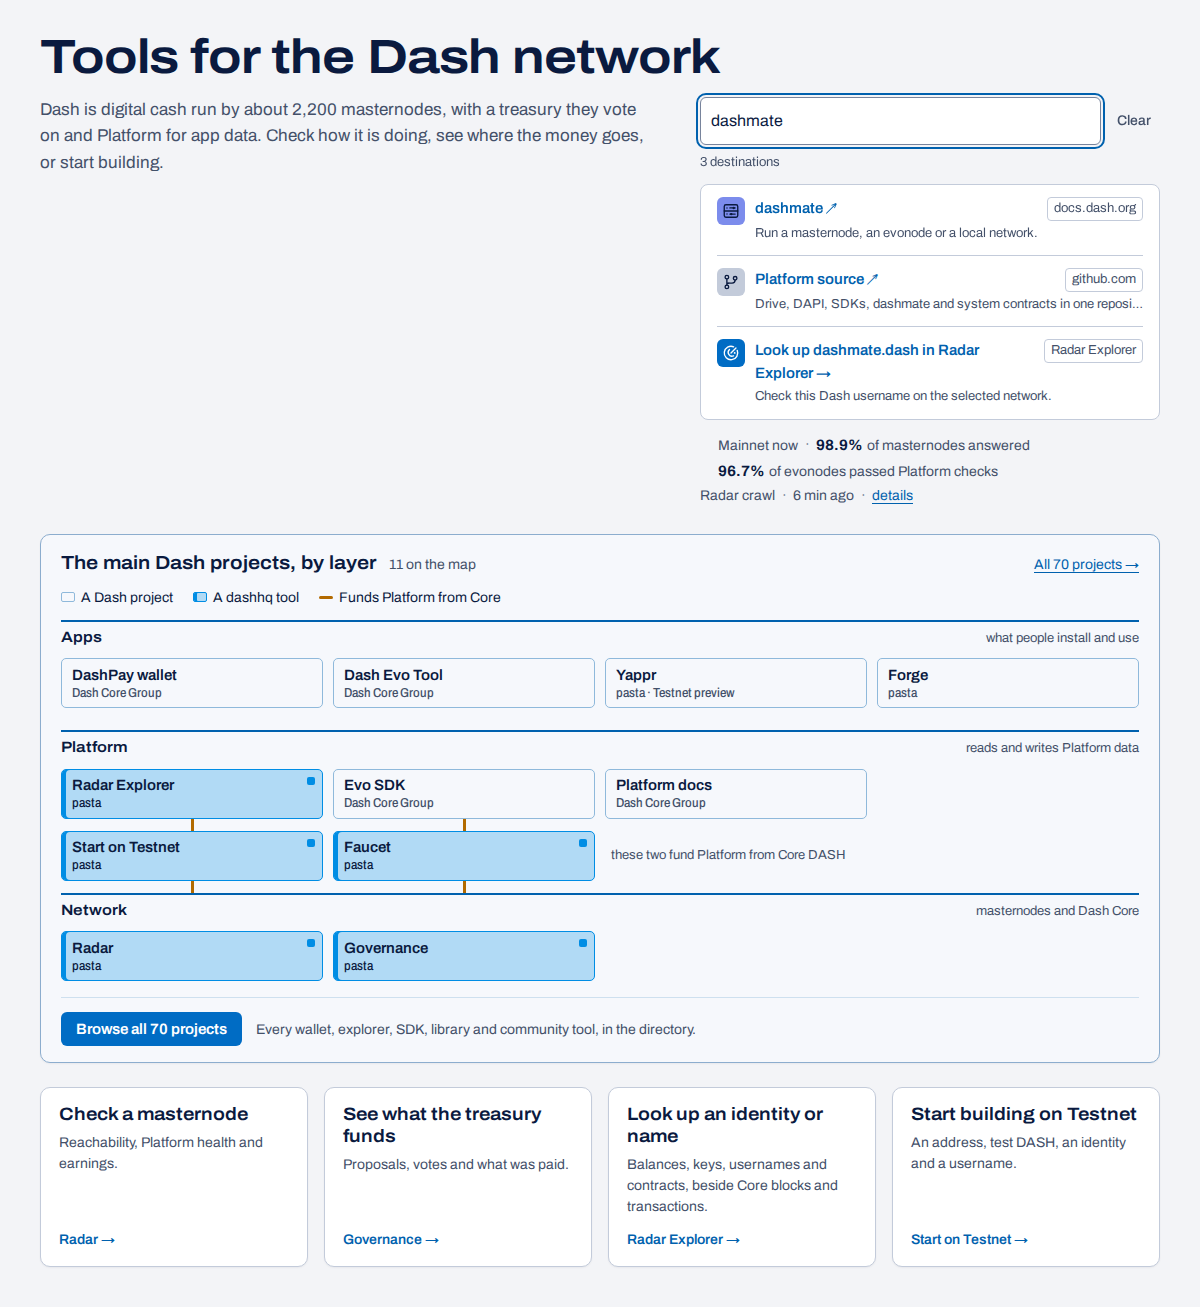 Tools for the Dash network
Dash is digital cash run by about 2,200 masternodes, with a treasury they vote
on and Platform for app data. Check how it is doing, see where the money goes,
or start building.
dashmate
Clear
3 destinations
dashmate ↗
docs.dash.org
Run a masternode, an evonode or a local network.
Platform source ↗
github.com
Drive, DAPI, SDKs, dashmate and system contracts in one reposi...
Look up dashmate.dash in Radar
Explorer →
Radar Explorer
Check this Dash username on the selected network.
Mainnet now · 98.9% of masternodes answered
96.7% of evonodes passed Platform checks
Radar crawl · 6 min ago · details
The main Dash projects, by layer 11 on the map
All 70 projects →
A Dash project
A dashhq tool
Funds Platform from Core
Apps
what people install and use
DashPay wallet
Dash Core Group
Dash Evo Tool
Dash Core Group
Yappr
pasta · Testnet preview
Forge
pasta
Platform
reads and writes Platform data
Radar Explorer
pasta
Evo SDK
Dash Core Group
Platform docs
Dash Core Group
Start on Testnet
pasta
Faucet
pasta
these two fund Platform from Core DASH
Network
masternodes and Dash Core
Radar
pasta
Governance
pasta
Browse all 70 projects
Every wallet, explorer, SDK, library and community tool, in the directory.
Check a masternode
Reachability, Platform health and
earnings.
Radar →
See what the treasury
funds
Proposals, votes and what was paid.
Governance →
Look up an identity or
name
Balances, keys, usernames and
contracts, beside Core blocks and
transactions.
Radar Explorer →
Start building on Testnet
An address, test DASH, an identity
and a username.
Start on Testnet →